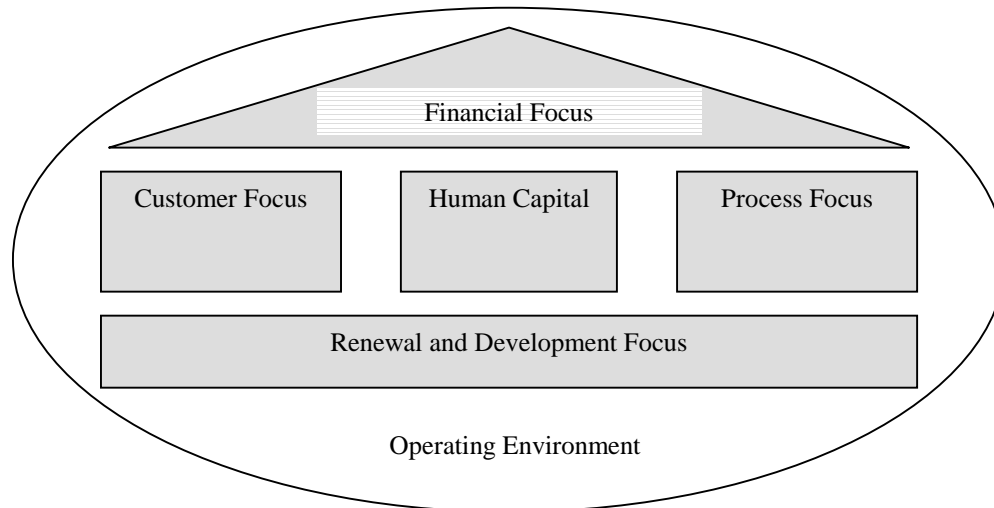 Financial Focus
Customer Focus
Human Capital
Process Focus
Renewal and Development Focus
Operating Environment